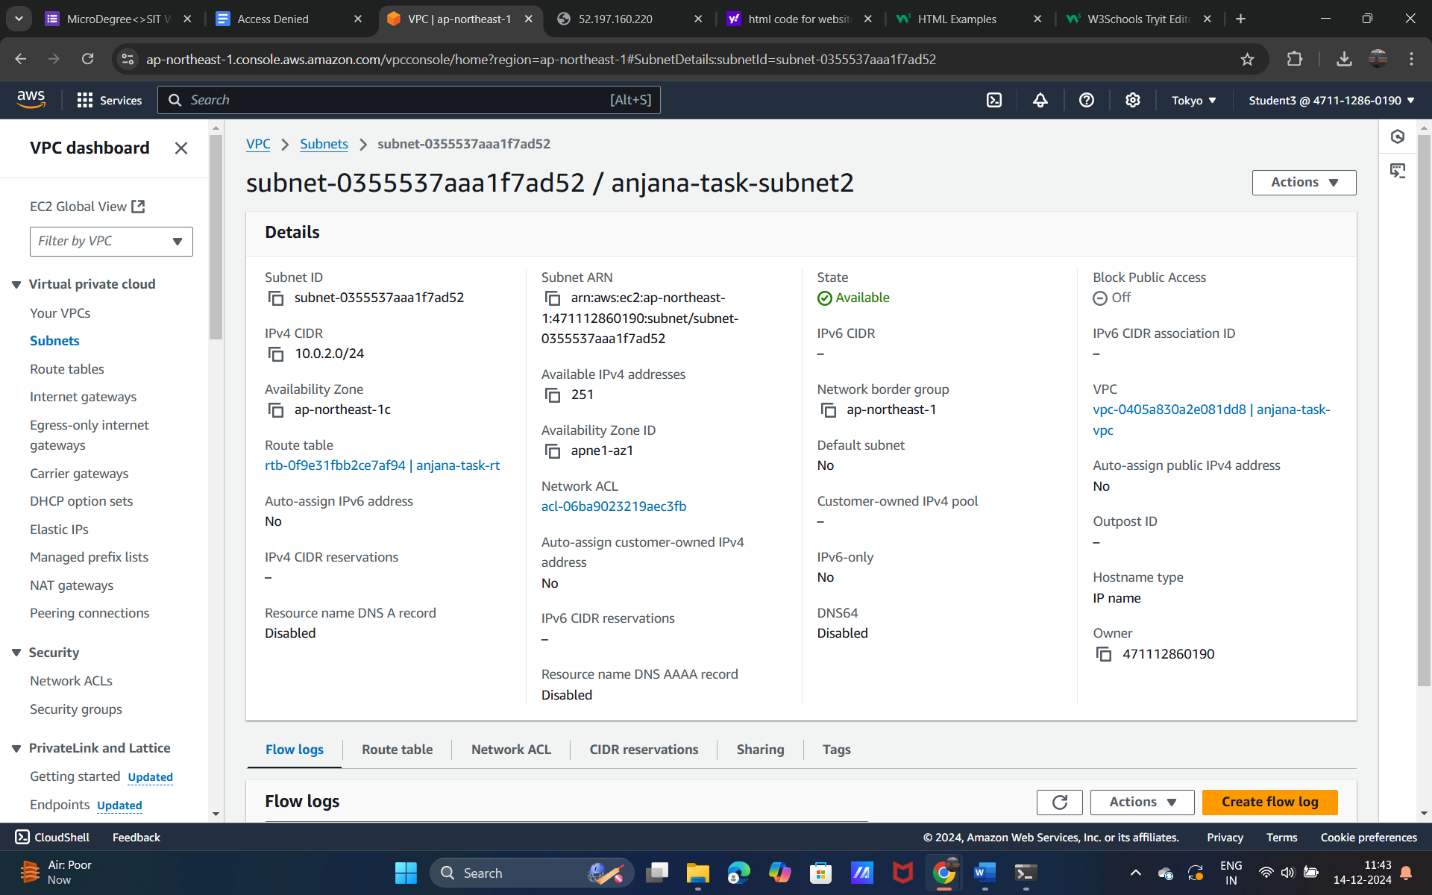 MicroDegree<>SIT W
Access Denied
VPC | ap-northeast-1
52.197.160.220
html code for websit
HTML Examples
W3Schools Tryit Edit
ap-northeast-1.console.aws.amazon.com/vpcconsole/home?region=ap-northeast-1#SubnetDetails:subnetId=subnet-0355537aaa1f7ad52
aws
Services
Search
[Alt+S]
Tokyo
Student3 @ 4711-1286-0190
VPC dashboard
EC2 Global View
Filter by VPC
Virtual private cloud
Your VPCs
Subnets
Route tables
Internet gateways
Egress-only internet
gateways
Carrier gateways
DHCP option sets
Elastic IPs
Managed prefix lists
NAT gateways
Peering connections
Security
Network ACLs
Security groups
PrivateLink and Lattice
Getting started Updated
Endpoints Updated
VPC > Subnets > subnet-0355537aaa1f7ad52
subnet-0355537aaa1f7ad52 / anjana-task-subnet2
Actions
Details
Subnet ID
subnet-0355537aaa1f7ad52
IPv4 CIDR
10.0.2.0/24
Availability Zone
ap-northeast-1c
Route table
rtb-0f9e31fbb2ce7af94 | anjana-task-rt
Auto-assign IPv6 address
No
IPv4 CIDR reservations
–
Resource name DNS A record
Disabled
Subnet ARN
arn:aws:ec2:ap-northeast-
1:471112860190:subnet/subnet-
0355537aaa1f7ad52
Available IPv4 addresses
251
Availability Zone ID
apne1-az1
Network ACL
acl-06ba9023219aec3fb
Auto-assign customer-owned IPv4
address
No
IPv6 CIDR reservations
–
Resource name DNS AAAA record
Disabled
State
Available
IPv6 CIDR
–
Network border group
ap-northeast-1
Default subnet
No
Customer-owned IPv4 pool
–
IPv6-only
No
DNS64
Disabled
Block Public Access
Off
IPv6 CIDR association ID
–
VPC
vpc-0405a830a2e081dd8 | anjana-task-
vpc
Auto-assign public IPv4 address
No
Outpost ID
–
Hostname type
IP name
Owner
471112860190
Flow logs
Route table
Network ACL
CIDR reservations
Sharing
Tags
Flow logs
Actions
Create flow log
CloudShell
Feedback
© 2024, Amazon Web Services, Inc. or its affiliates.
Privacy
Terms
Cookie preferences
Air: Poor
Now
Search
ENG
IN
11:43
14-12-2024